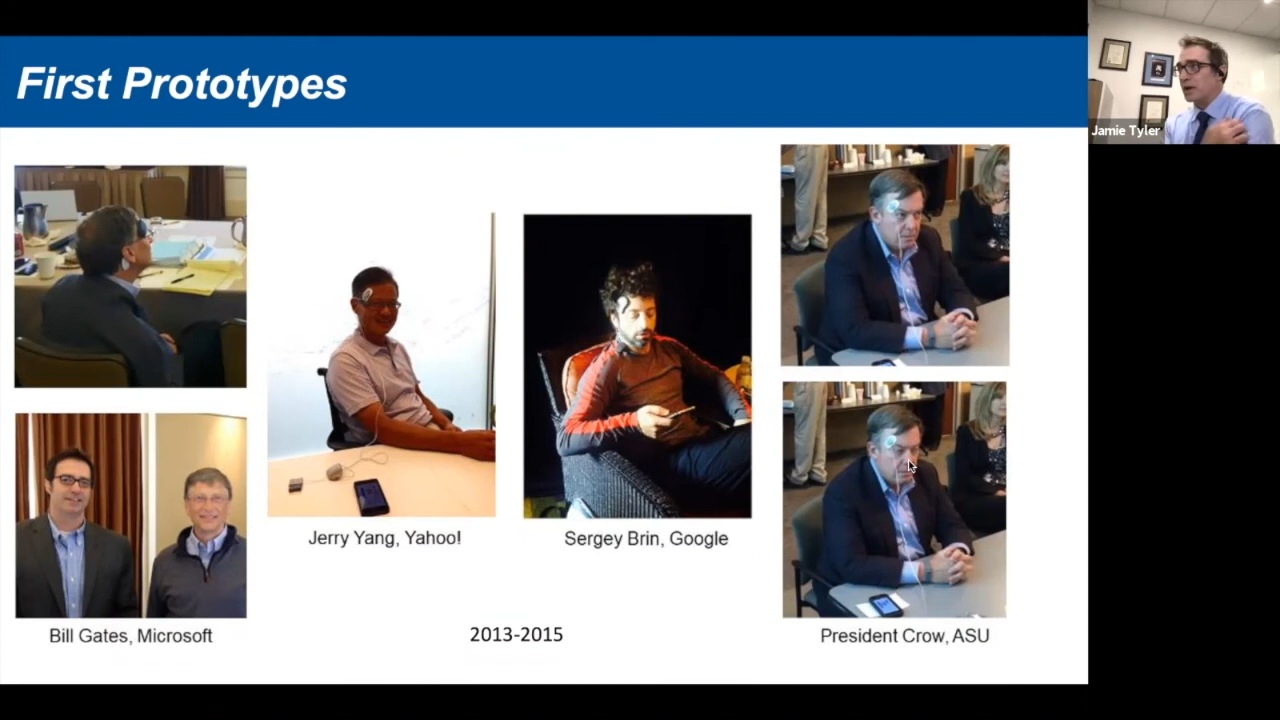 First Prototypes
Jamie Tyler
Jerry Yang, Yahoo!
Sergey Brin, Google
Bill Gates, Microsoft
2013-2015
President Crow, ASU